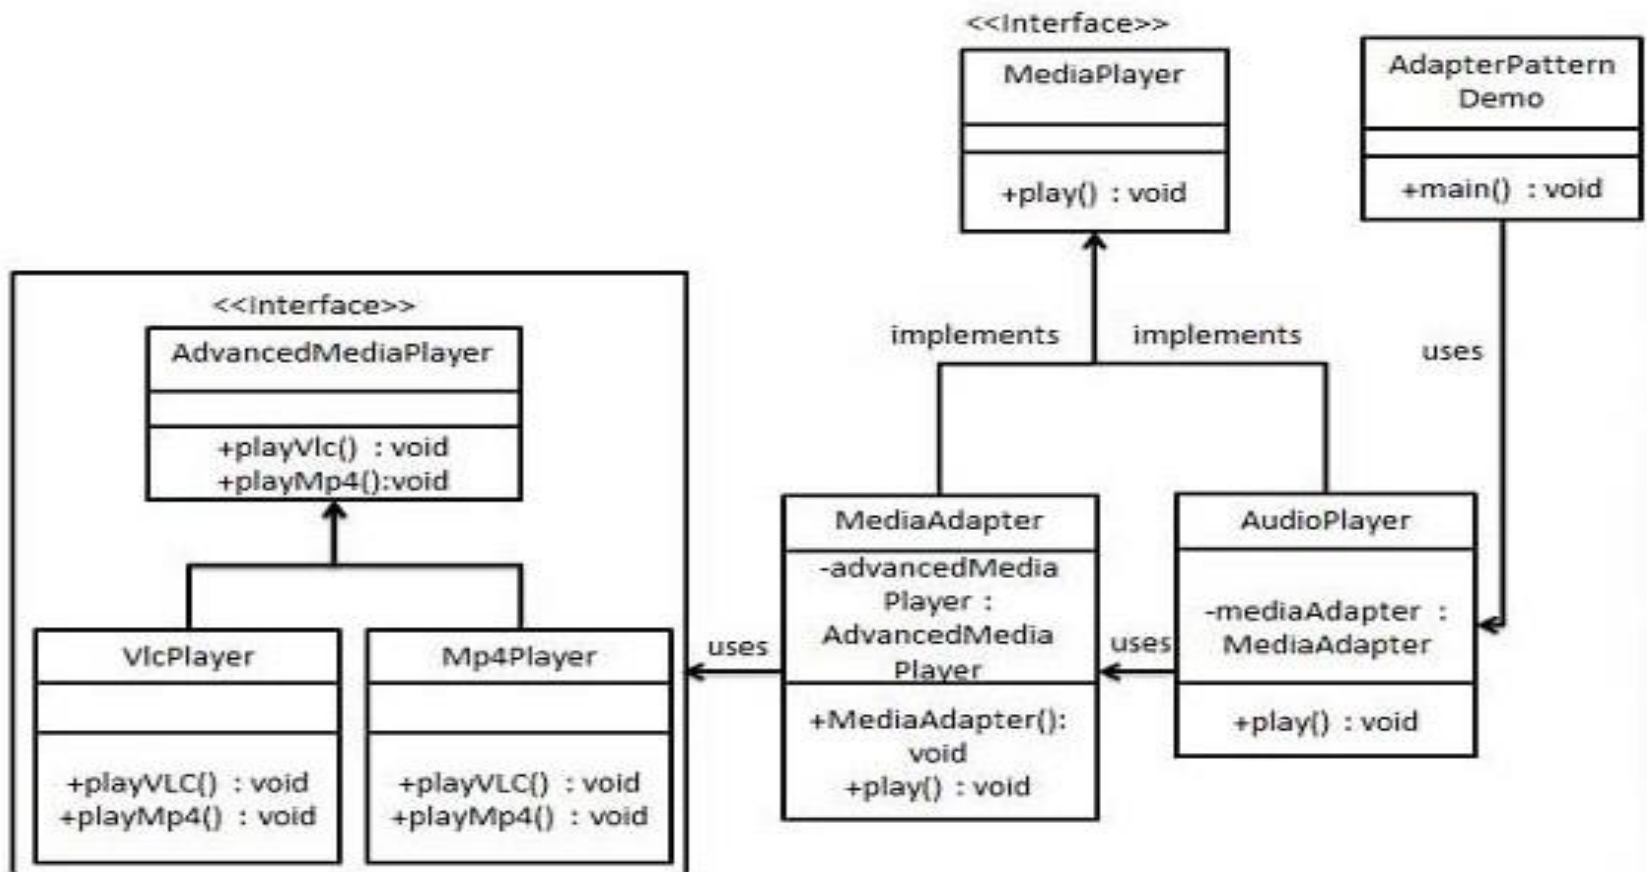 <<Interface>>
MediaPlayer
+play() : void
AdapterPattern
Demo
+main() : void
implements
implements
uses
<<Interface>>
AdvancedMediaPlayer
+playVlc() : void
+playMp4():void
VlcPlayer
+playVLC() : void
+playMp4() : void
Mp4Player
+playVLC() : void
+playMp4() : void
uses
MediaAdapter
-advancedMedia
Player :
AdvancedMedia
Player
+MediaAdapter():
void
+play() : void
uses
AudioPlayer
-mediaAdapter :
MediaAdapter
+play() : void